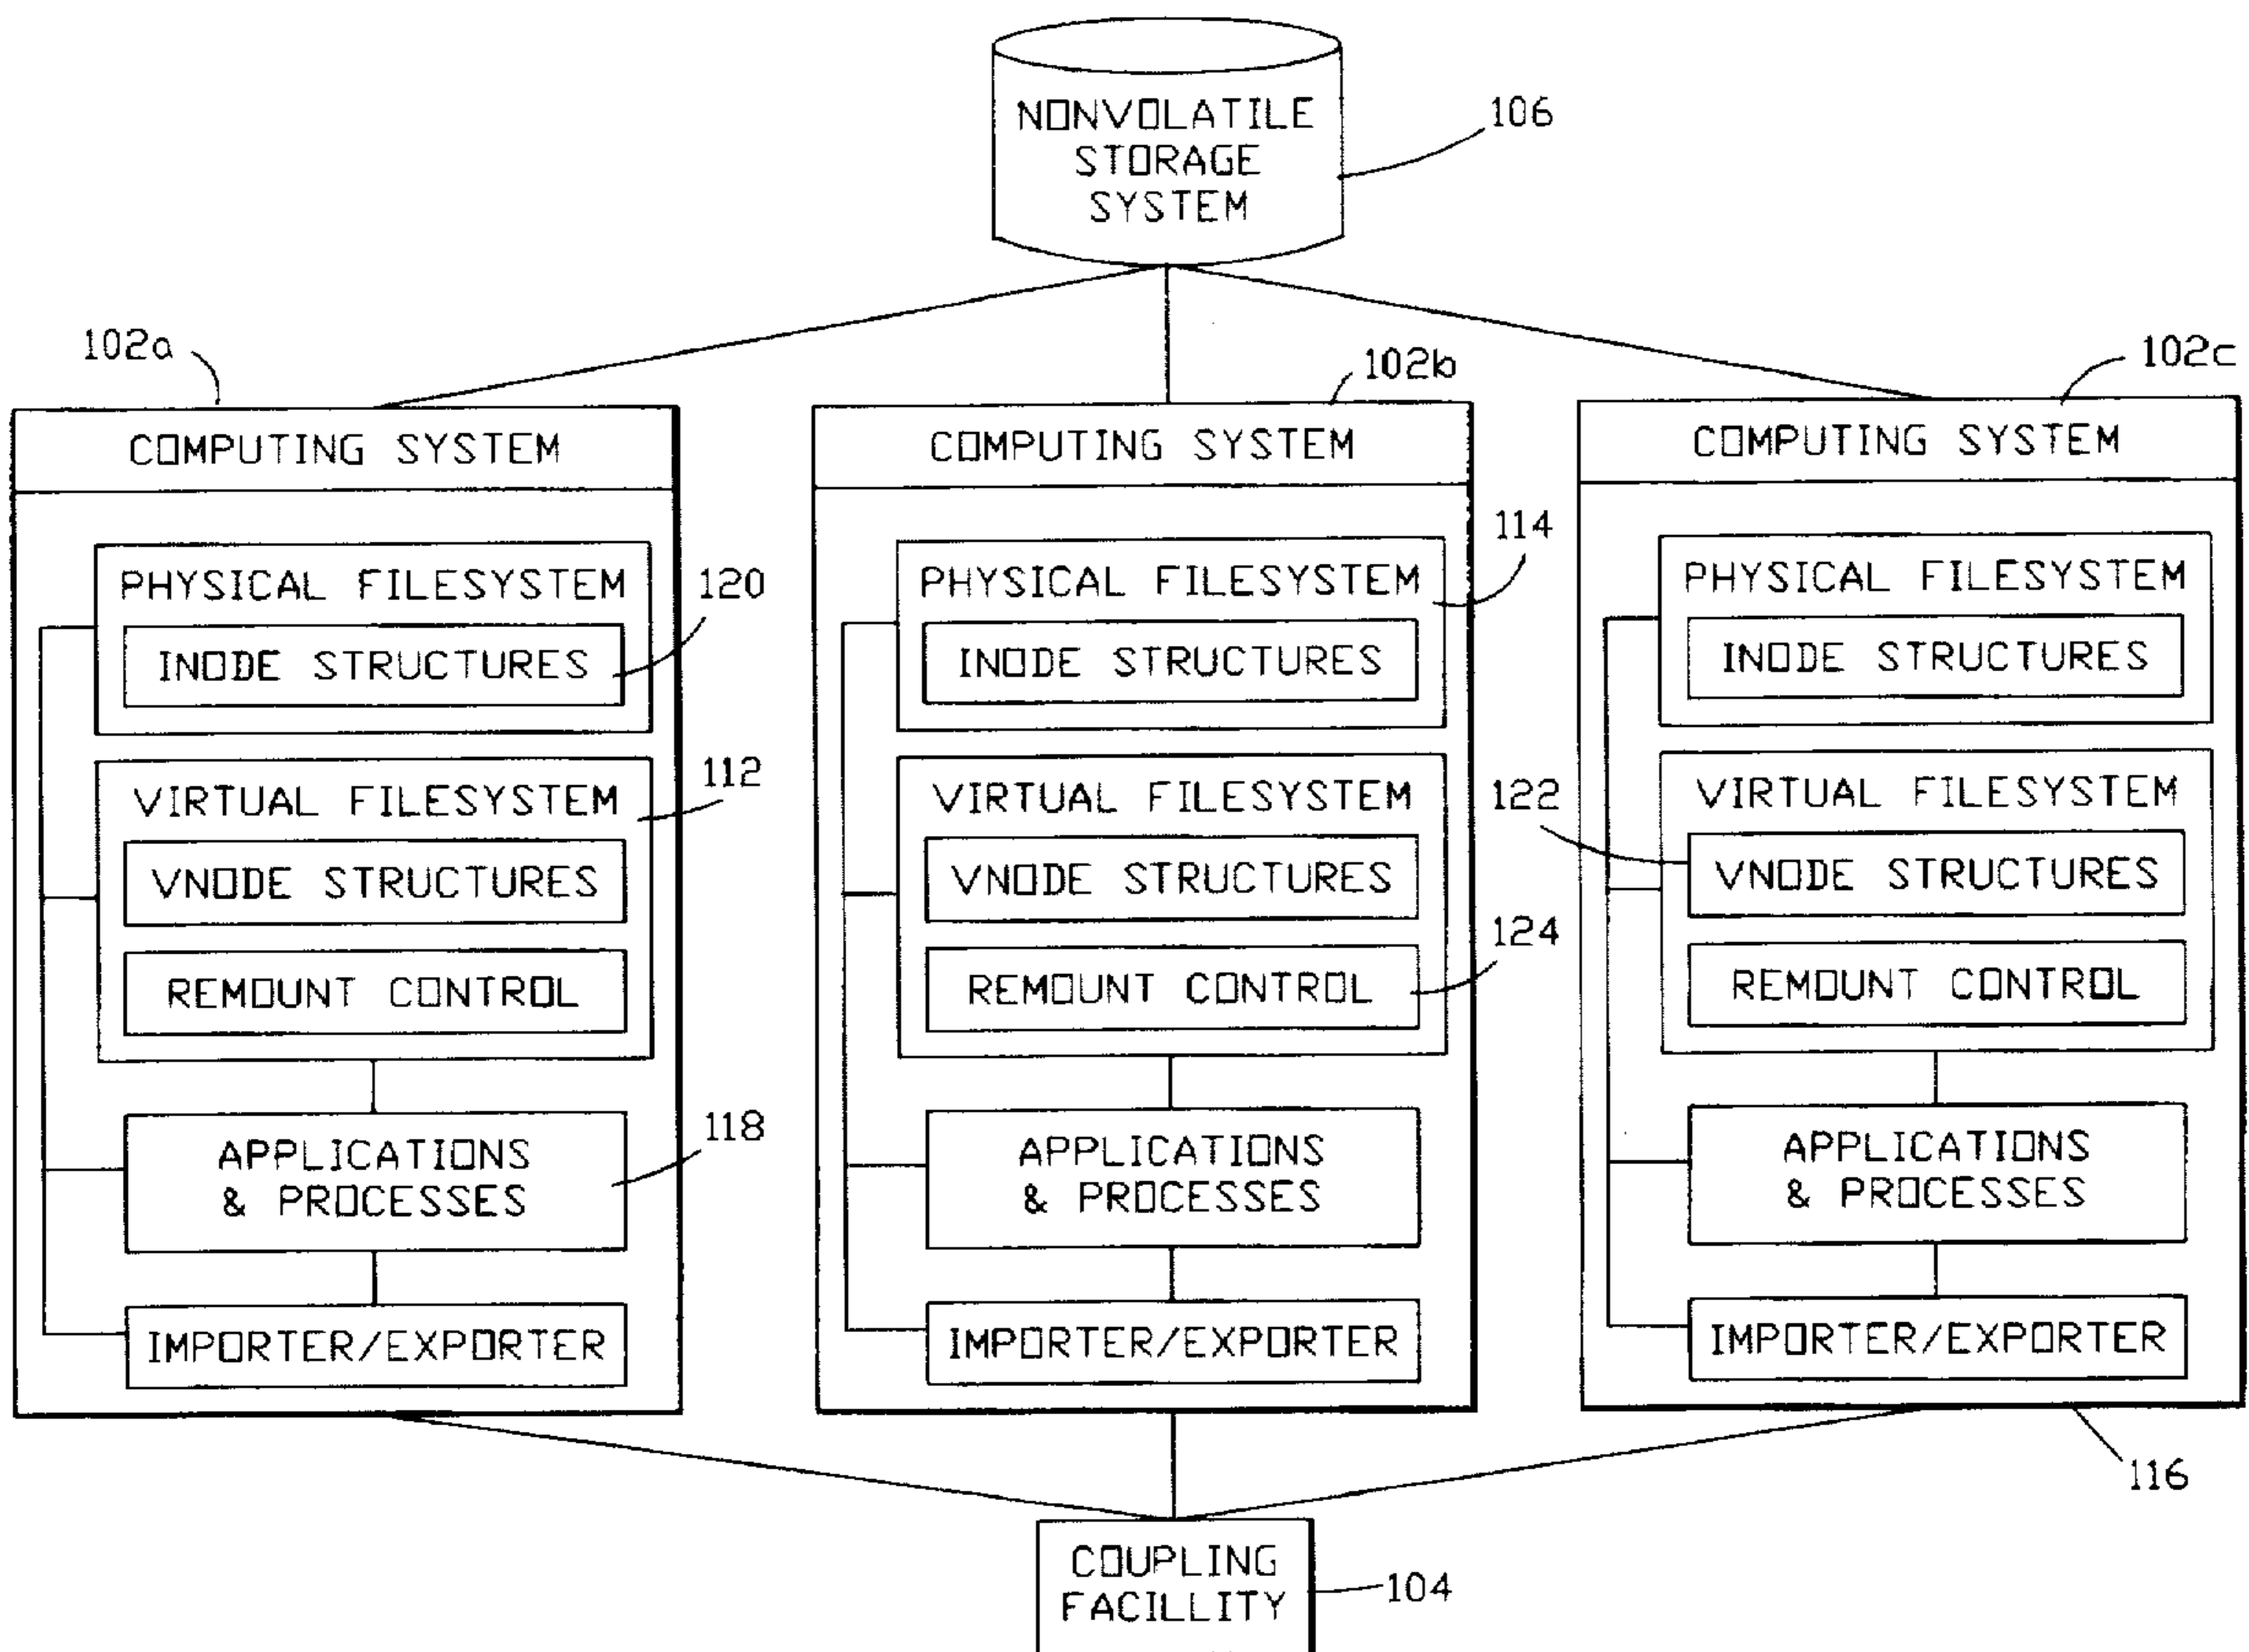 NONVOLATILE
STORAGE
SYSTEM
106
102a
COMPUTING SYSTEM
PHYSICAL FILESYSTEM
120
INODE STRUCTURES
112
VIRTUAL FILESYSTEM
VNODE STRUCTURES
REMOUNT CONTROL
118
APPLICATIONS
& PROCESSES
IMPORTER/EXPORTER
102b
COMPUTING SYSTEM
114
PHYSICAL FILESYSTEM
INODE STRUCTURES
VIRTUAL FILESYSTEM
VNODE STRUCTURES
124
REMOUNT CONTROL
APPLICATIONS
& PROCESSES
IMPORTER/EXPORTER
102c
COMPUTING SYSTEM
PHYSICAL FILESYSTEM
INODE STRUCTURES
VIRTUAL FILESYSTEM
122
VNODE STRUCTURES
REMOUNT CONTROL
APPLICATIONS
& PROCESSES
IMPORTER/EXPORTER
116
COUPLING
FACILLITY
104